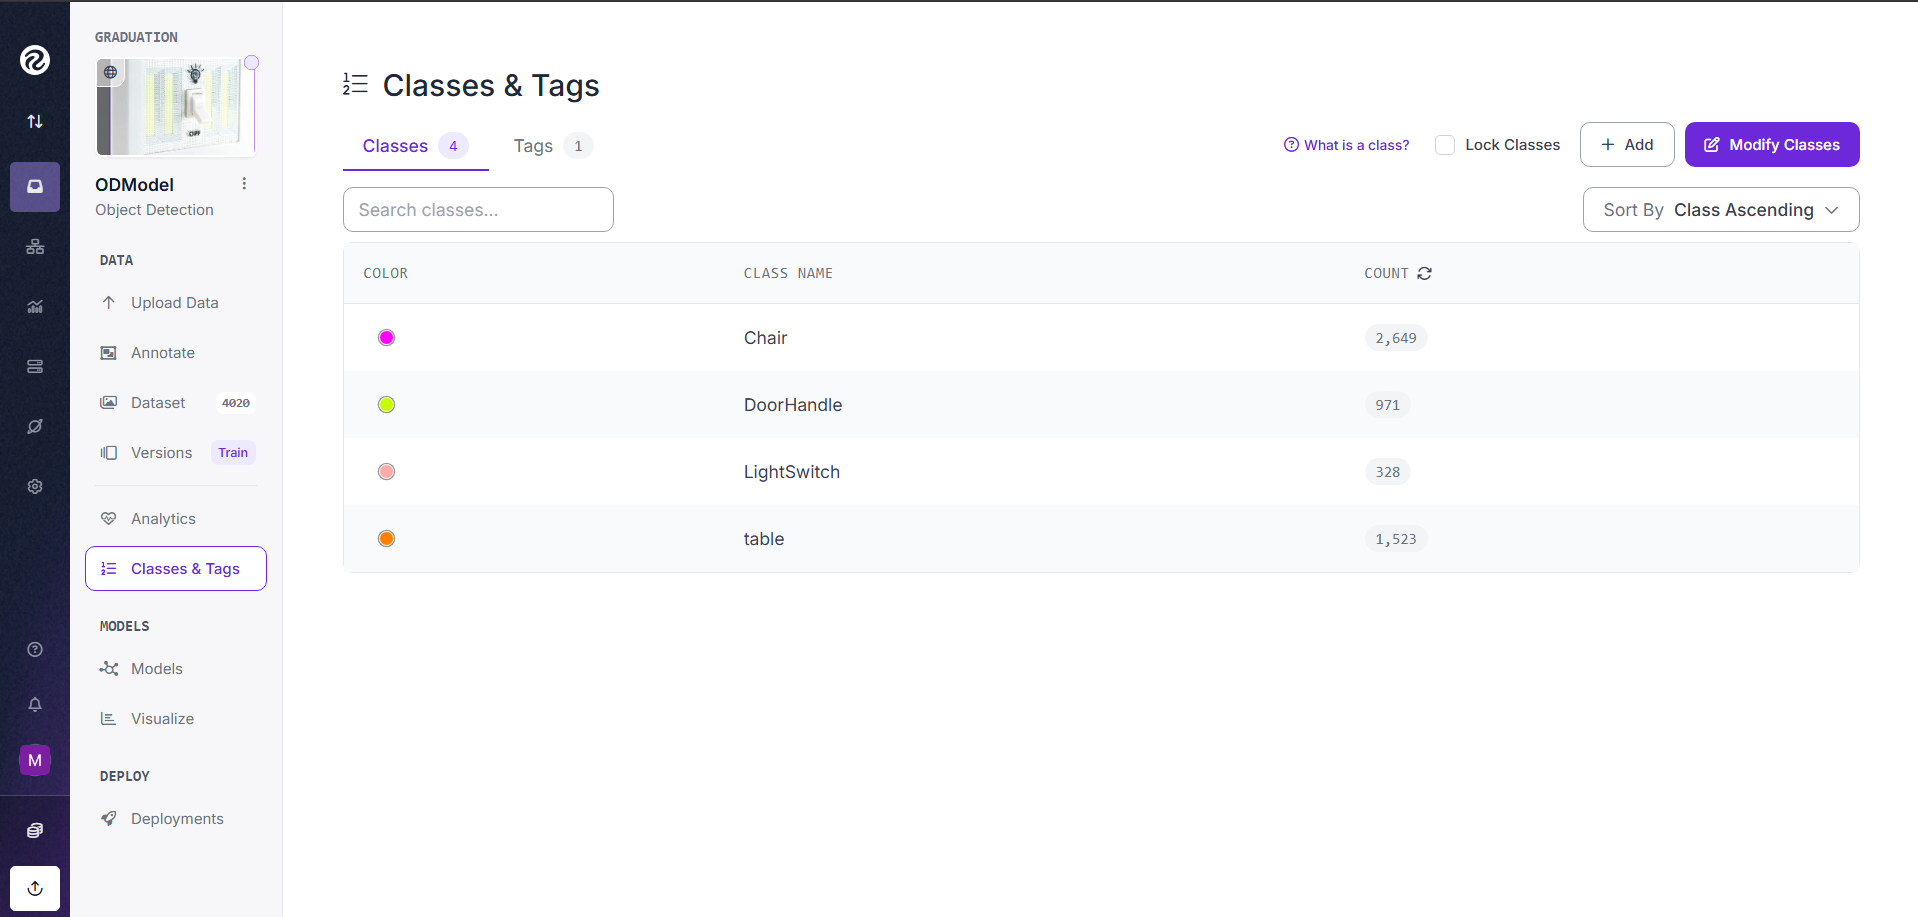 GRADUATION
ODModel
Object Detection
DATA
Upload Data
Annotate
Dataset 4020
Versions Train
Analytics
Classes & Tags
MODELS
Models
Visualize
DEPLOY
Deployments
M
Classes & Tags
Classes 4 Tags 1
What is a class? Lock Classes + Add Modify Classes
Search classes...
Sort By Class Ascending
COLOR CLASS NAME COUNT
Chair 2,649
DoorHandle 971
LightSwitch 328
table 1,523